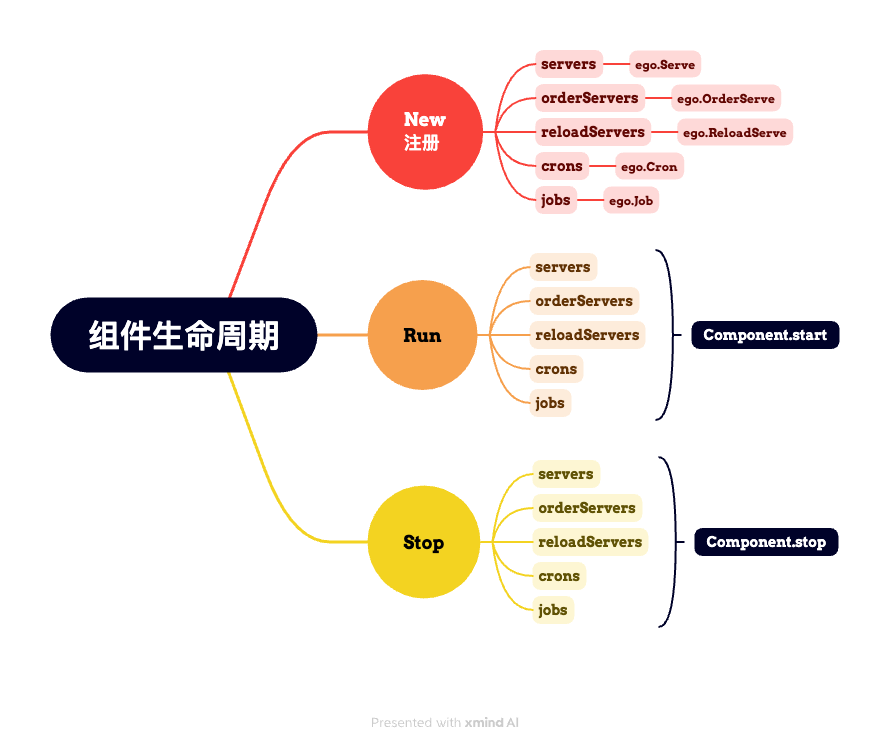 组件生命周期
New
注册
servers
ego.Serve
orderServers
ego.OrderServe
reloadServers
ego.ReloadServe
crons
ego.Cron
jobs
ego.Job
Run
servers
orderServers
reloadServers
crons
jobs
Component.start
Stop
servers
orderServers
reloadServers
crons
jobs
Component.stop
Presented with xmind AI